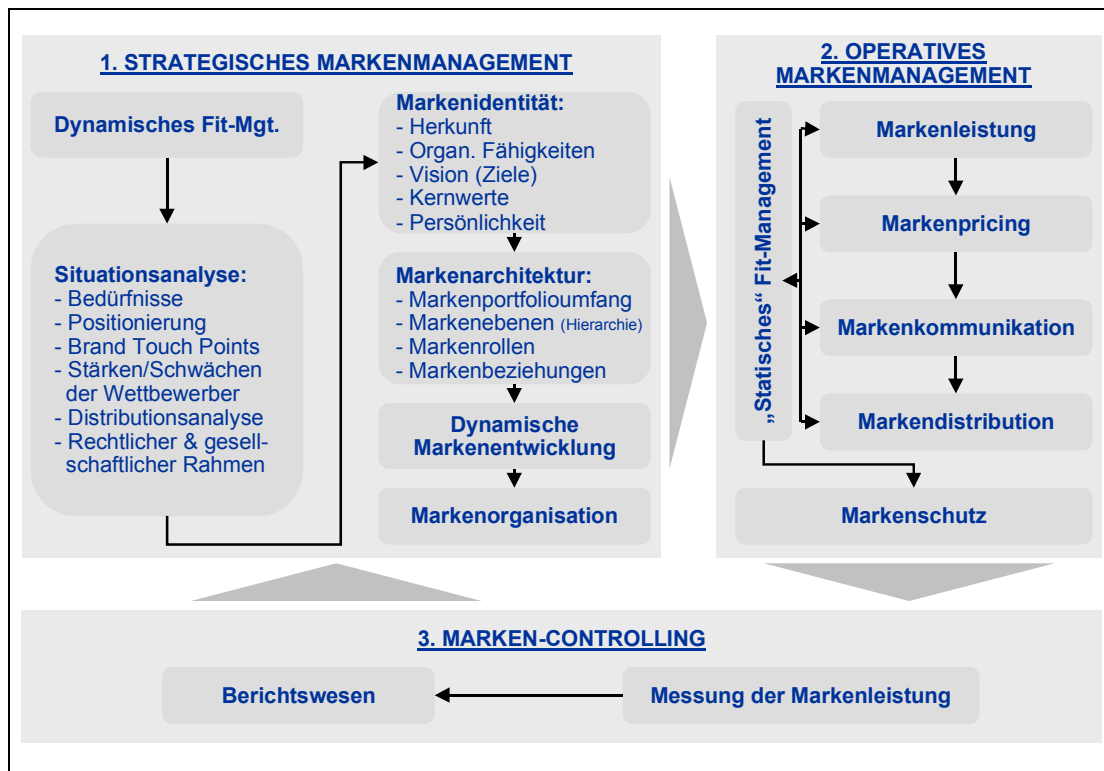 1. STRATEGISCHES MARKENMANAGEMENT
Dynamisches Fit-Mgt.
Situationsanalyse:
- Bedürfnisse
- Positionierung
- Brand Touch Points
- Stärken/Schwächen
der Wettbewerber
- Distributionsanalyse
- Rechtlicher & gesell-
schaftlicher Rahmen
Markenidentität:
- Herkunft
- Organ. Fähigkeiten
- Vision (Ziele)
- Kernwerte
- Persönlichkeit
Markenarchitektur:
- Markenportfolioumfang
- Markenebenen (Hierarchie)
- Markenrollen
- Markenbeziehungen
Dynamische
Markenentwicklung
Markenorganisation
2. OPERATIVES
MARKENMANAGEMENT
„Statisches“ Fit-Management
Markenleistung
Markenpricing
Markenkommunikation
Markendistribution
Markenschutz
3. MARKEN-CONTROLLING
Berichtswesen
Messung der Markenleistung